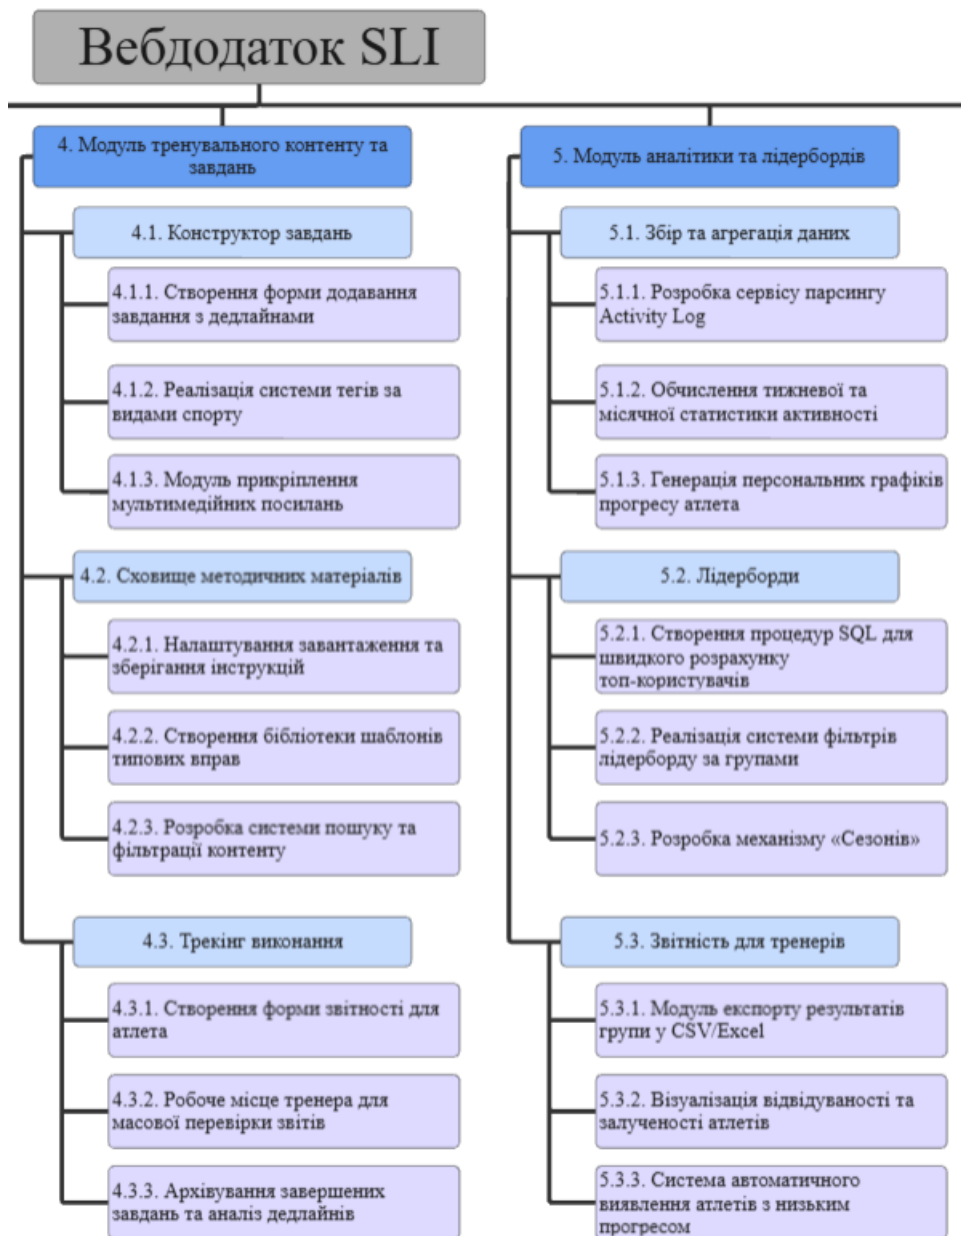 Вебдодаток SLI
4. Модуль тренувального контенту та
завдань
4.1. Конструктор завдань
4.1.1. Створення форми додавання
завдання з дедлайнами
4.1.2. Реалізація системи тегів за
видами спорту
4.1.3. Модуль прикріплення
мультимедійних посилань
4.2. Сховище методичних матеріалів
4.2.1. Налаштування завантаження та
зберігання інструкцій
4.2.2. Створення бібліотеки шаблонів
типових вправ
4.2.3. Розробка системи пошуку та
фільтрації контенту
4.3. Трекінг виконання
4.3.1. Створення форми звітності для
атлета
4.3.2. Робоче місце тренера для
масової перевірки звітів
4.3.3. Архівування завершених
завдань та аналіз дедлайнів
5. Модуль аналітики та лідербордів
5.1. Збір та агрегація даних
5.1.1. Розробка сервісу парсингу
Activity Log
5.1.2. Обчислення тижневої та
місячної статистики активності
5.1.3. Генерація персональних графіків
прогресу атлета
5.2. Лідерборди
5.2.1. Створення процедур SQL для
швидкого розрахунку
топ-користувачів
5.2.2. Реалізація системи фільтрів
лідерборду за групами
5.2.3. Розробка механізму «Сезонів»
5.3. Звітність для тренерів
5.3.1. Модуль експорту результатів
групи у CSV/Excel
5.3.2. Візуалізація відвідуваності та
залученості атлетів
5.3.3. Система автоматичного
виявлення атлетів з низьким
прогресом